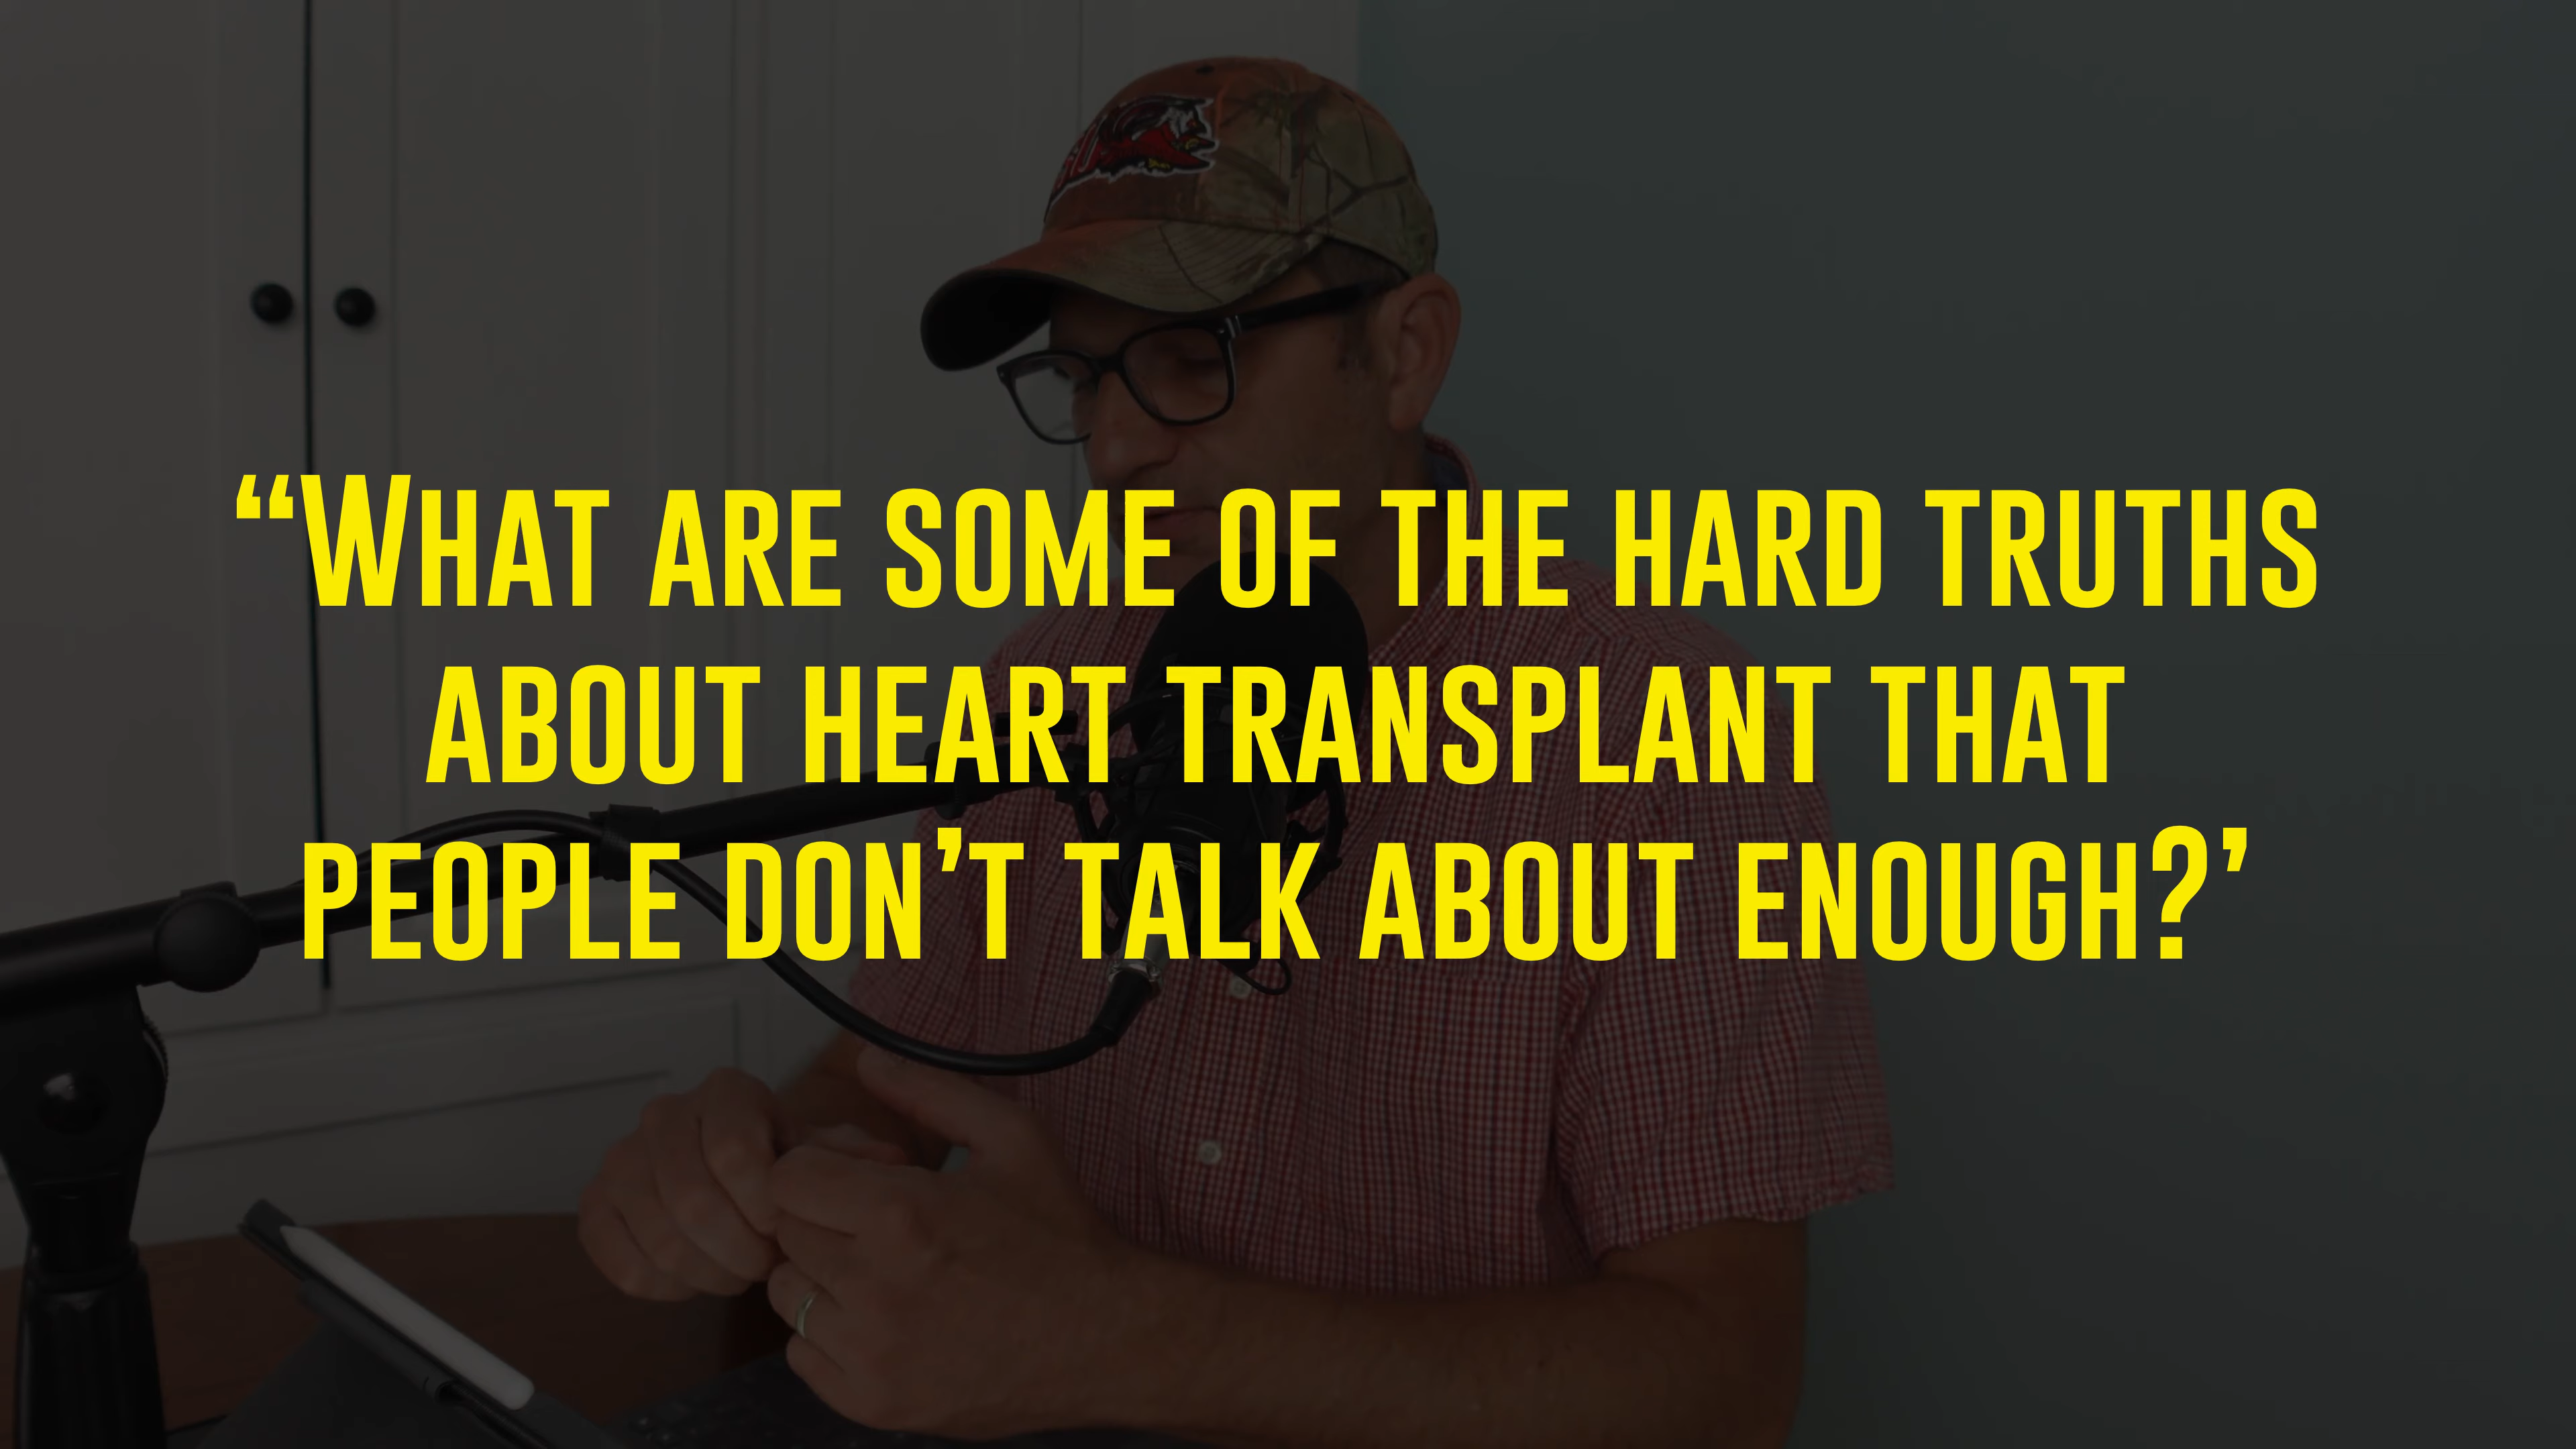 “What are some of the hard truths
about heart transplant that
people don’t talk about enough?’